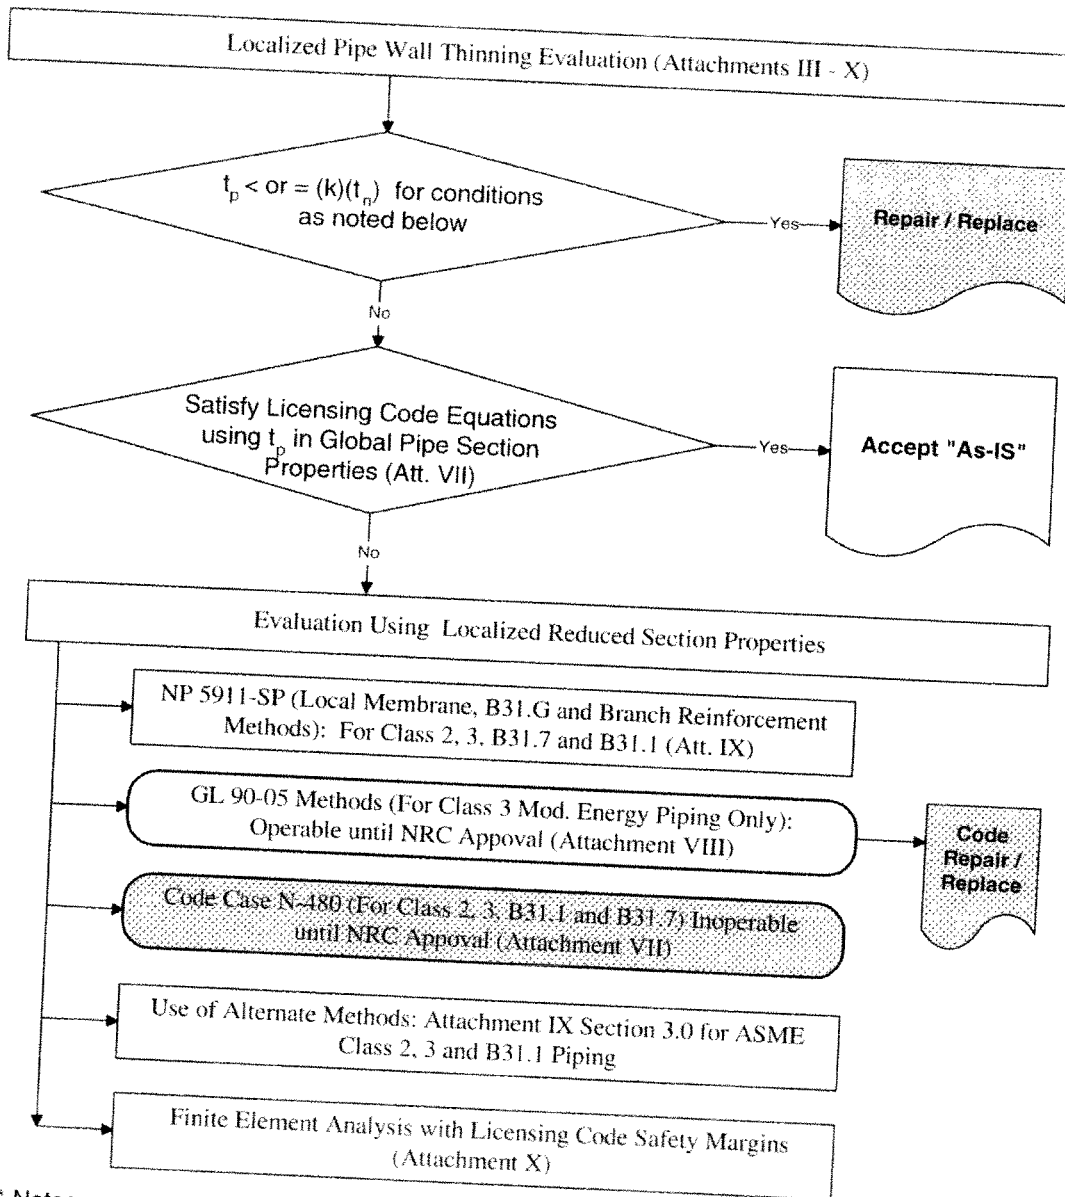 Localized Pipe Wall Thinning Evaluation (Attachments III - X)
t_p < or = (k)(t_n) for conditions
as noted below
Yes
Repair / Replace
No
Satisfy Licensing Code Equations
using t_p in Global Pipe Section
Properties (Att. VII)
Yes
Accept "As-IS"
No
Evaluation Using Localized Reduced Section Properties
NP 5911-SP (Local Membrane, B31.G and Branch Reinforcement
Methods): For Class 2, 3, B31.7 and B31.1 (Att. IX)
GL 90-05 Methods (For Class 3 Mod. Energy Piping Only):
Operable until NRC Appoval (Attachment VIII)
Code
Repair /
Replace
Code Case N-480 (For Class 2, 3, B31.1 and B31.7) Inoperable
until NRC Appoval (Attachment VII)
Use of Alternate Methods: Attachment IX Section 3.0 for ASME
Class 2, 3 and B31.1 Piping
Finite Element Analysis with Licensing Code Safety Margins
(Attachment X)